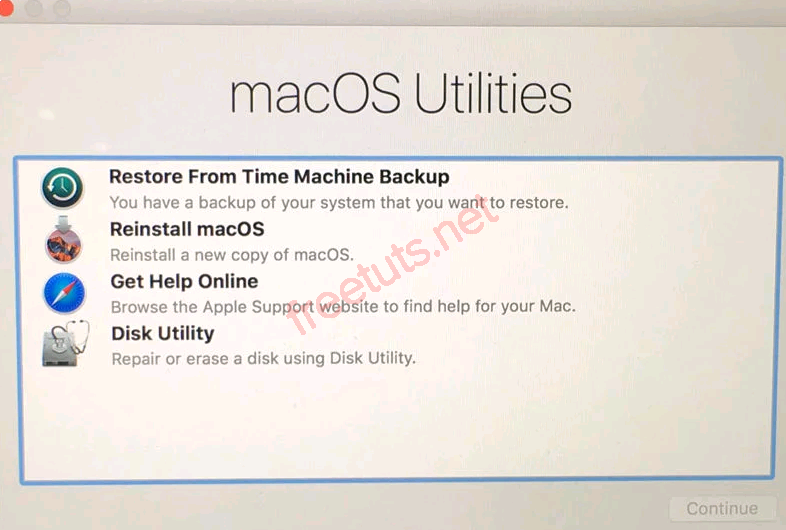 macOS Utilities
Restore From Time Machine Backup
You have a backup of your system that you want to restore.
Reinstall macOS
Reinstall a new copy of macOS.
Get Help Online
Browse the Apple Support website to find help for your Mac.
Disk Utility
Repair or erase a disk using Disk Utility.
freetuts.net
Continue